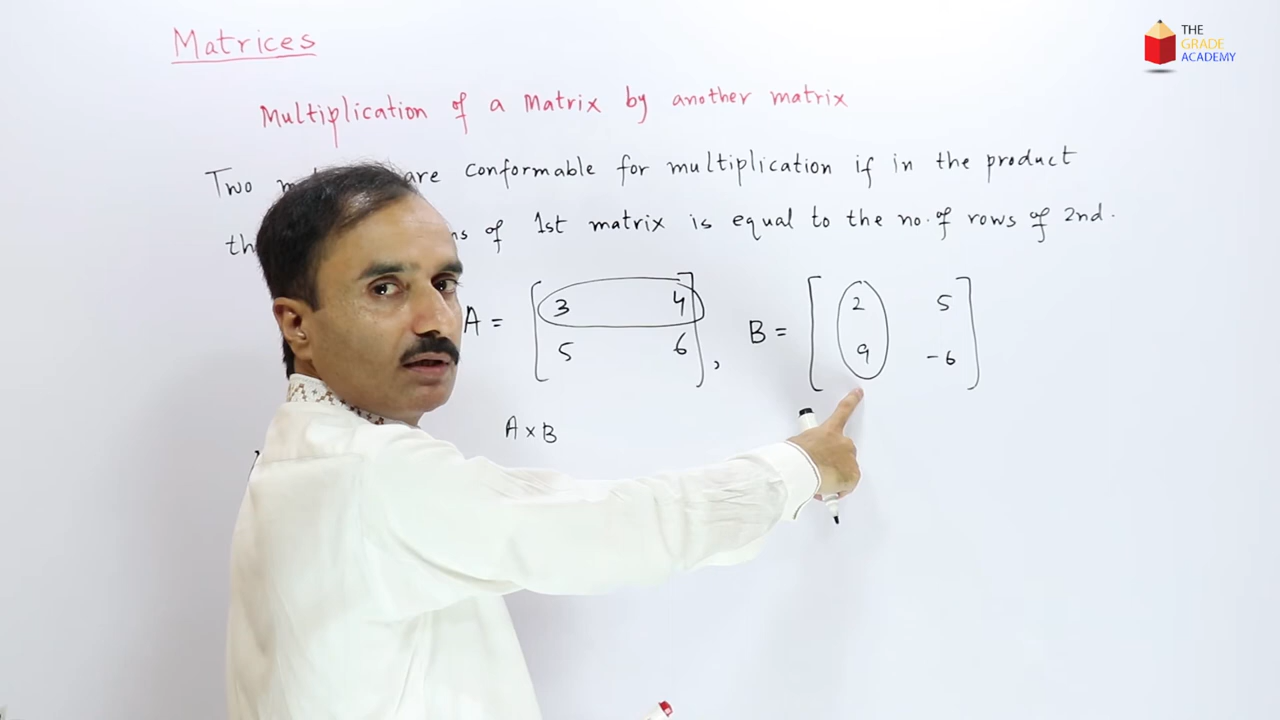 Matrices
THE
GRADE
ACADEMY
Multiplication of a Matrix by another matrix
Two are conformable for multiplication if in the product
of 1st matrix is equal to the no. of rows of 2nd.
A = [ 3 4 ] , B = [ 2 5 ]
[ 5 6 ] [ 9 -6 ]
A × B